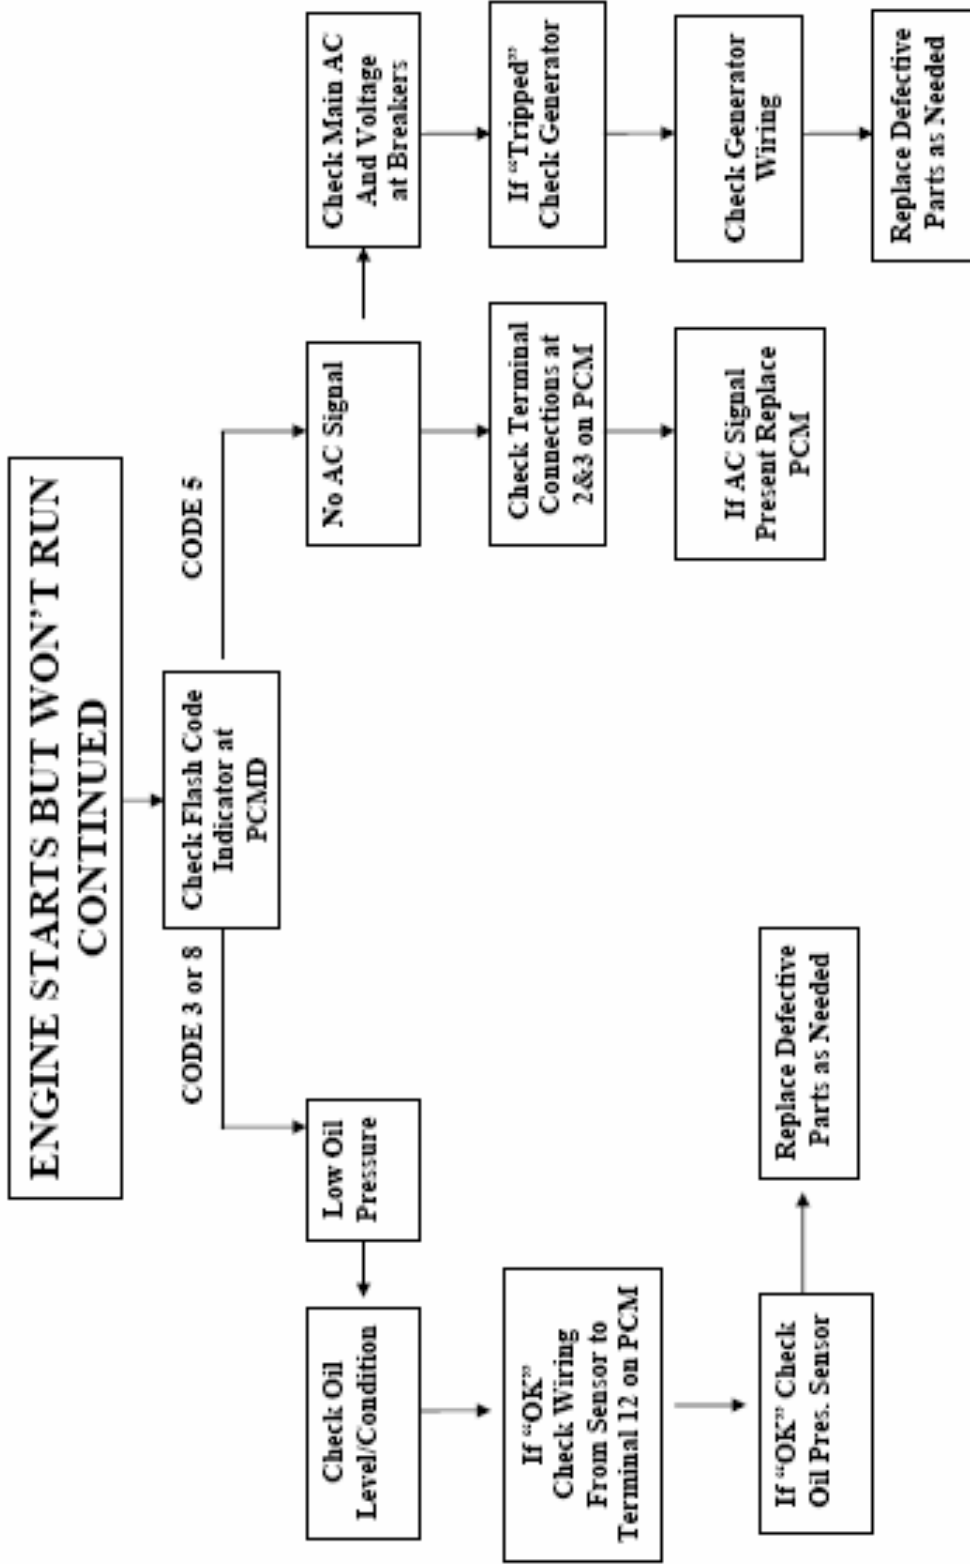 ENGINE STARTS BUT WON'T RUN
CONTINUED
Check Flash Code
Indicator at
PCMD
CODE 3 or 8
CODE 5
Low Oil
Pressure
Check Oil
Level/Condition
If “OK”
Check Wiring
From Sensor to
Terminal 12 on PCM
If “OK” Check
Oil Pres. Sensor
Replace Defective
Parts as Needed
No AC Signal
Check Terminal
Connections at
2&3 on PCM
If AC Signal
Present Replace
PCM
Check Main AC
And Voltage
at Breakers
If “Tripped”
Check Generator
Check Generator
Wiring
Replace Defective
Parts as Needed